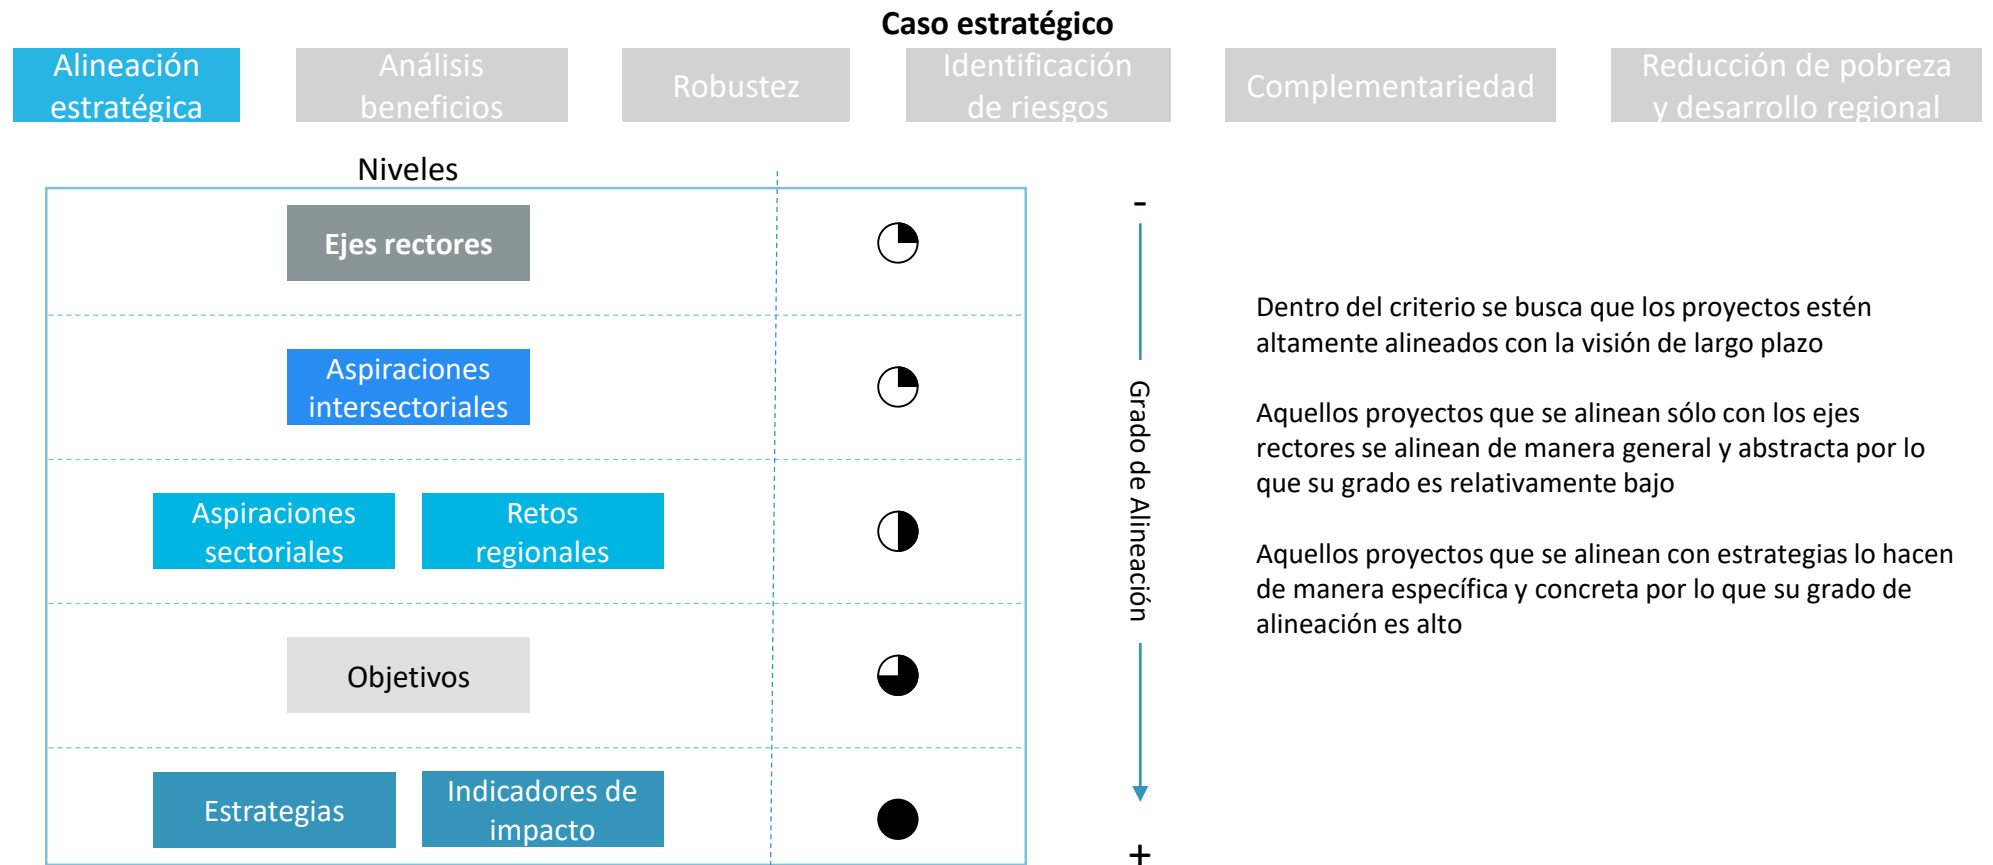 Caso estratégico
Alineación
estratégica
Análisis
beneficios
Robustez
Identificación
de riesgos
Complementariedad
Reducción de pobreza
y desarrollo regional
Niveles
Ejes rectores
Aspiraciones
intersectoriales
Aspiraciones
sectoriales
Retos
regionales
Objetivos
Estrategias
Indicadores de
impacto
-
Grado de Alineación
+
Dentro del criterio se busca que los proyectos estén
altamente alineados con la visión de largo plazo
Aquellos proyectos que se alinean sólo con los ejes
rectores se alinean de manera general y abstracta por lo
que su grado es relativamente bajo
Aquellos proyectos que se alinean con estrategias lo hacen
de manera específica y concreta por lo que su grado de
alineación es alto